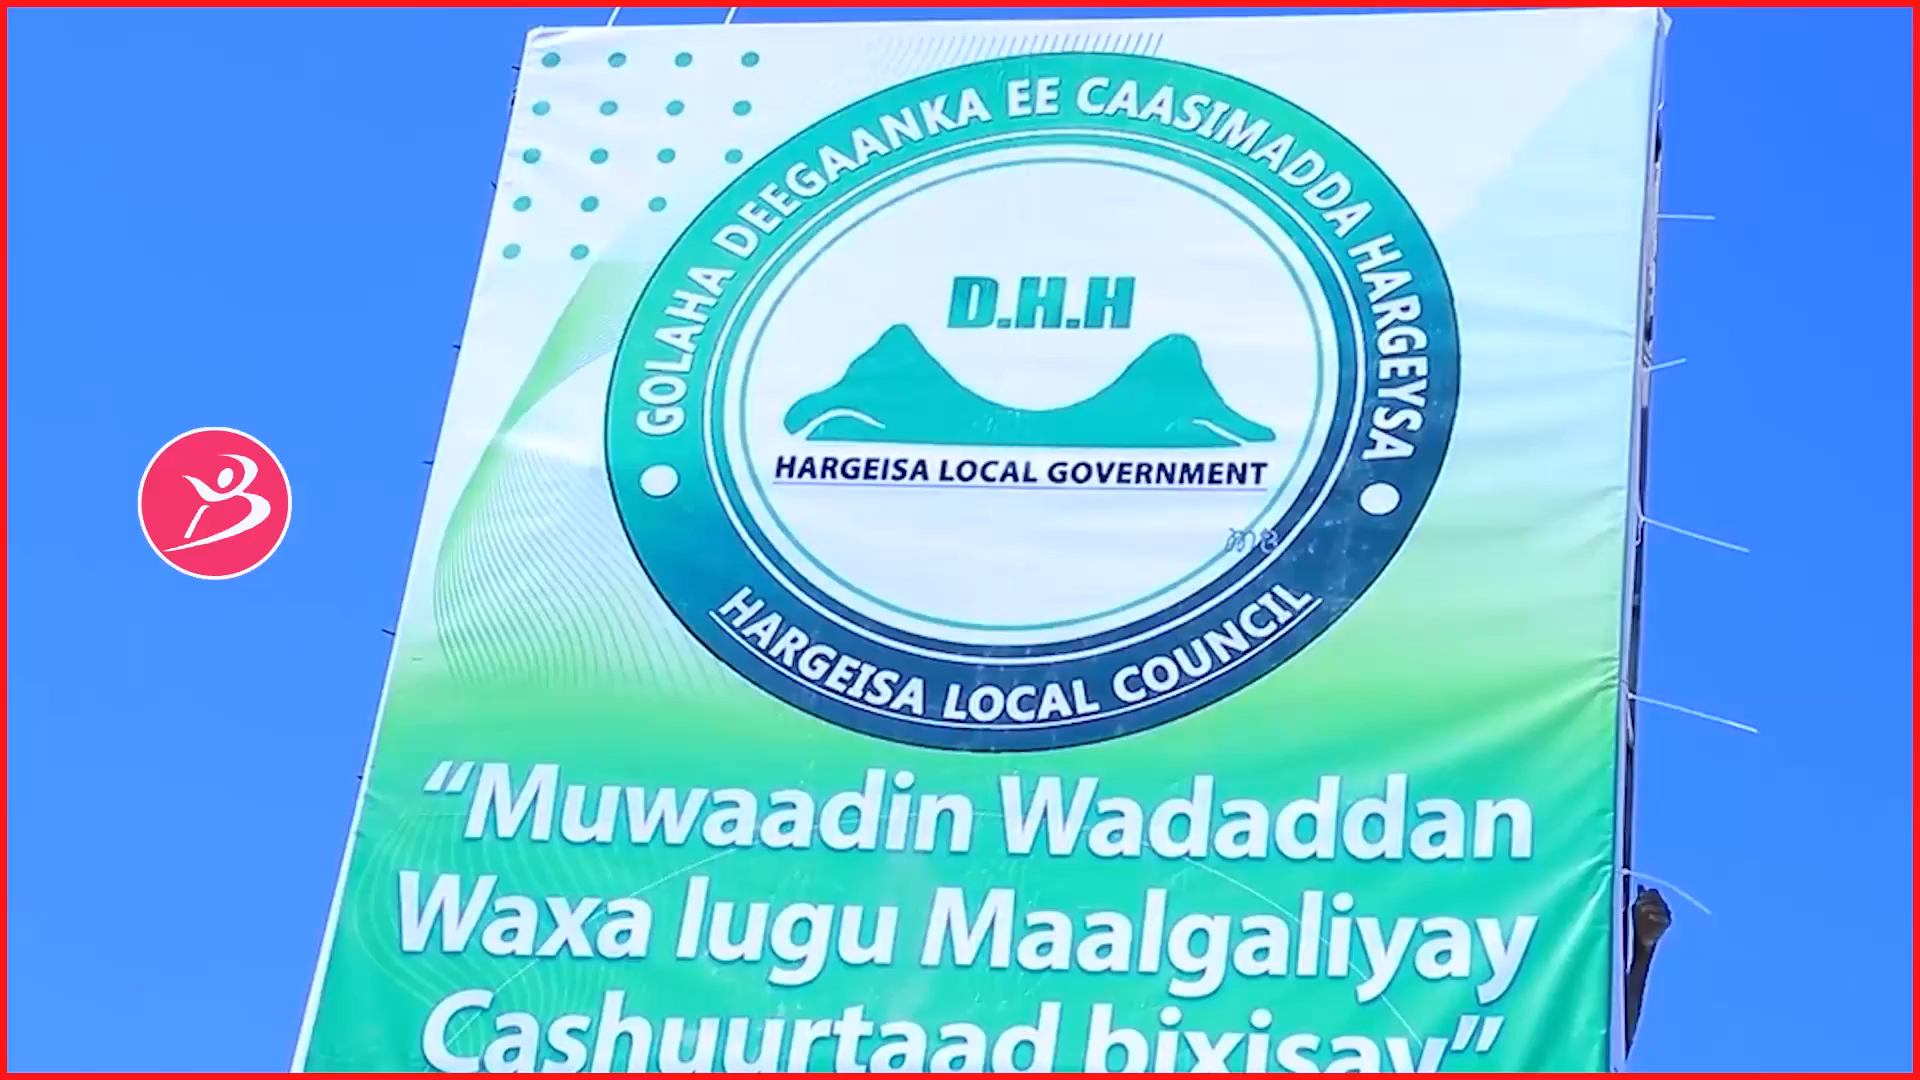 GOLAHA DEEGAANKA EE CAASIMADDA HARGEYSA
D.H.H
HARGEISA LOCAL GOVERNMENT
HARGEISA LOCAL COUNCIL
“Muwaadin Wadaddan
Waxa lugu Maalgaliyay
Cashuurtaad bixisay”